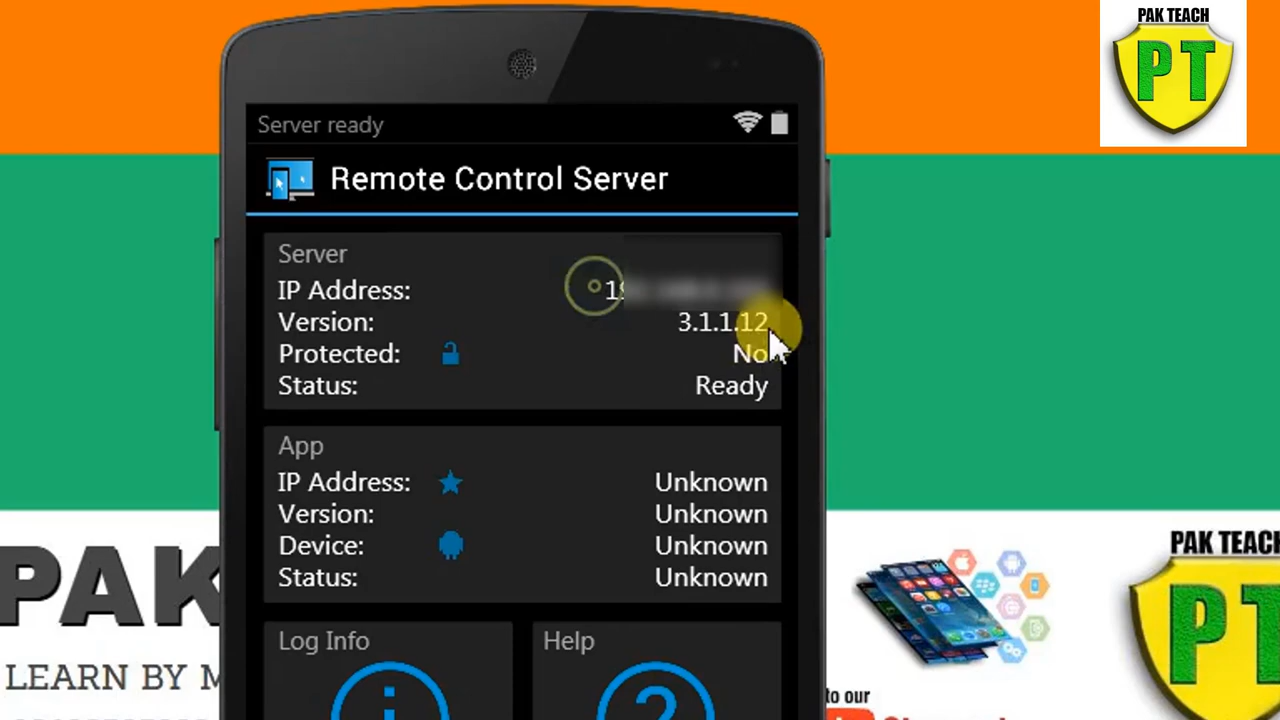 PAK TEACH
PT
Server ready
Remote Control Server
Server
IP Address:
Version: 3.1.1.12
Protected: No
Status: Ready
App
IP Address: Unknown
Version: Unknown
Device: Unknown
Status: Unknown
Log Info
Help
PAK
LEARN BY
PAK TEACH
PT
to our